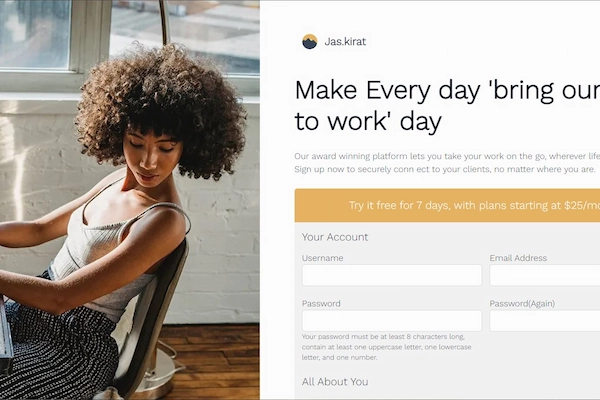 Jas.kirat
Make Every day 'bring our
to work' day
Our award winning platform lets you take your work on the go, wherever life
Sign up now to securely conn ect to your clients, no matter where you are.
Try it free for 7 days, with plans starting at $25/mo
Your Account
Username
Email Address
Password
Password(Again)
Your password must be at least 8 characters long,
contain at least one uppercase letter, one lowercase
letter, and one number.
All About You